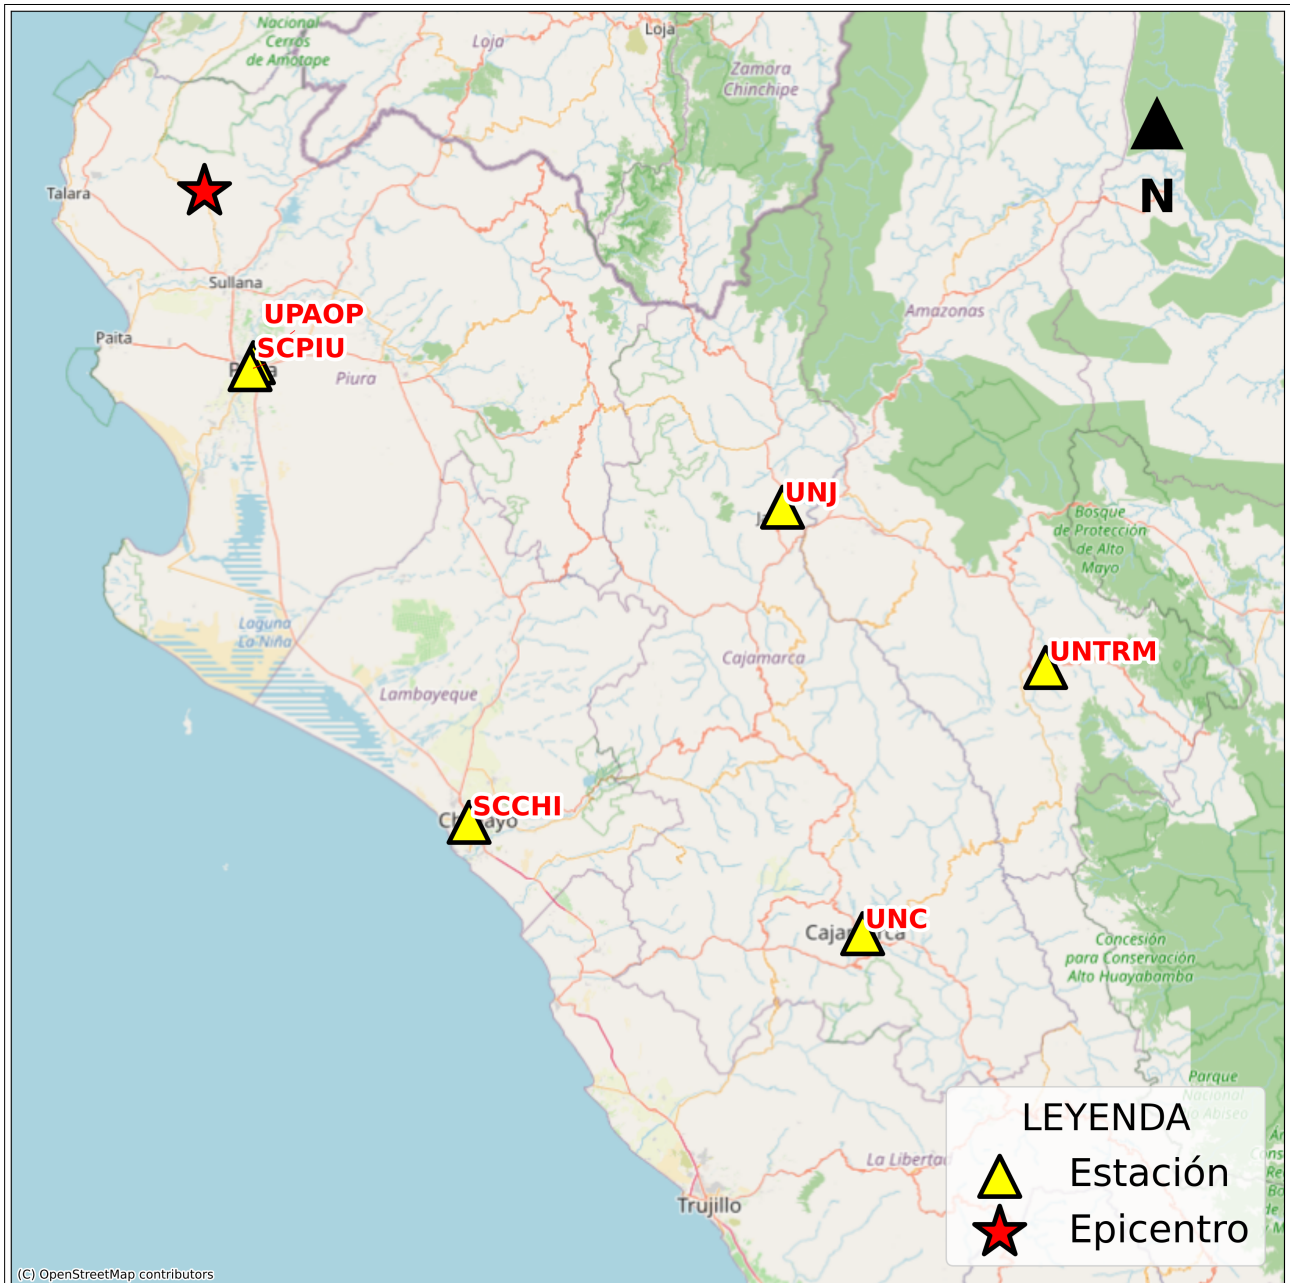 Nacional
Cerros
de Amotape
Loja
Loja
Zamora
Chinchipe
N
Talara
Sullana
UPAOP
Amazonas
Paita
SCPIU
Piura
UNJ
Bosque
de Protección
de Alto
Mayo
Laguna
La Niña
UNTRM
Cajamarca
Lambayeque
SCCHI
UNC
Concesión
para Conservación
Alto Huayabamba
Parque
Nacional
Abiseo
LEYENDA
La Libertad
Estación
Trujillo
Epicentro
(C) OpenStreetMap contributors